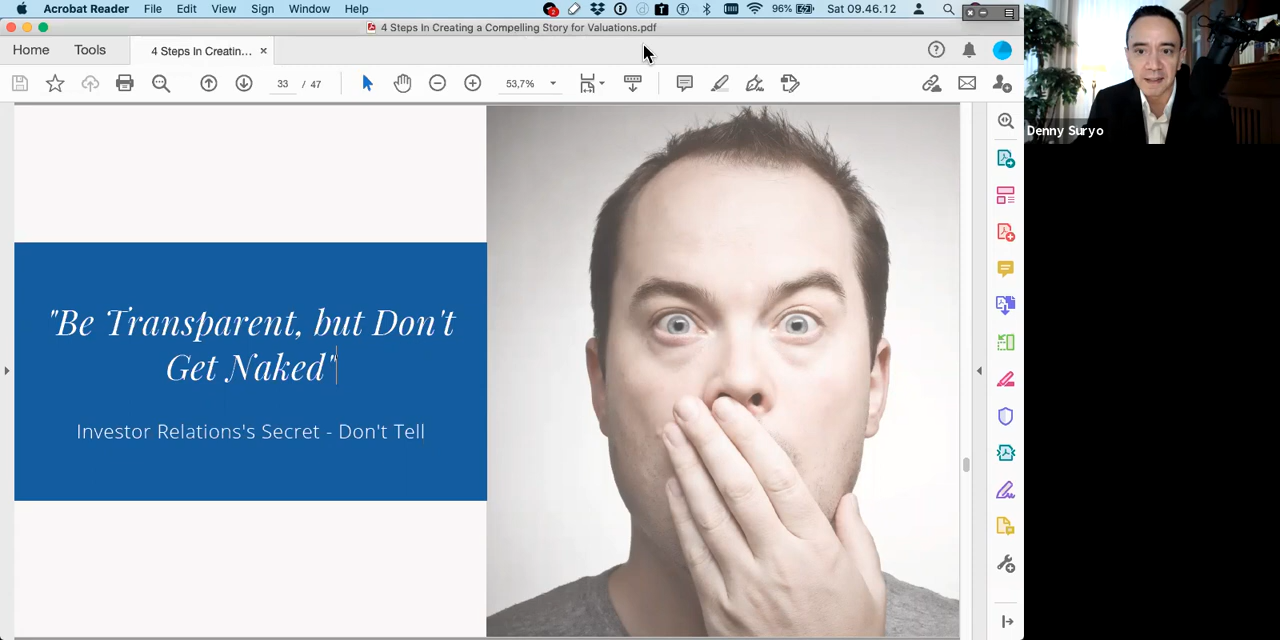 Acrobat Reader File Edit View Sign Window Help
96% Sat 09.46.12
4 Steps In Creating a Compelling Story for Valuations.pdf
Home Tools 4 Steps In Creatin... ×
33 / 47 53,7%
Denny Suryo
"Be Transparent, but Don't
Get Naked"
Investor Relations's Secret - Don't Tell